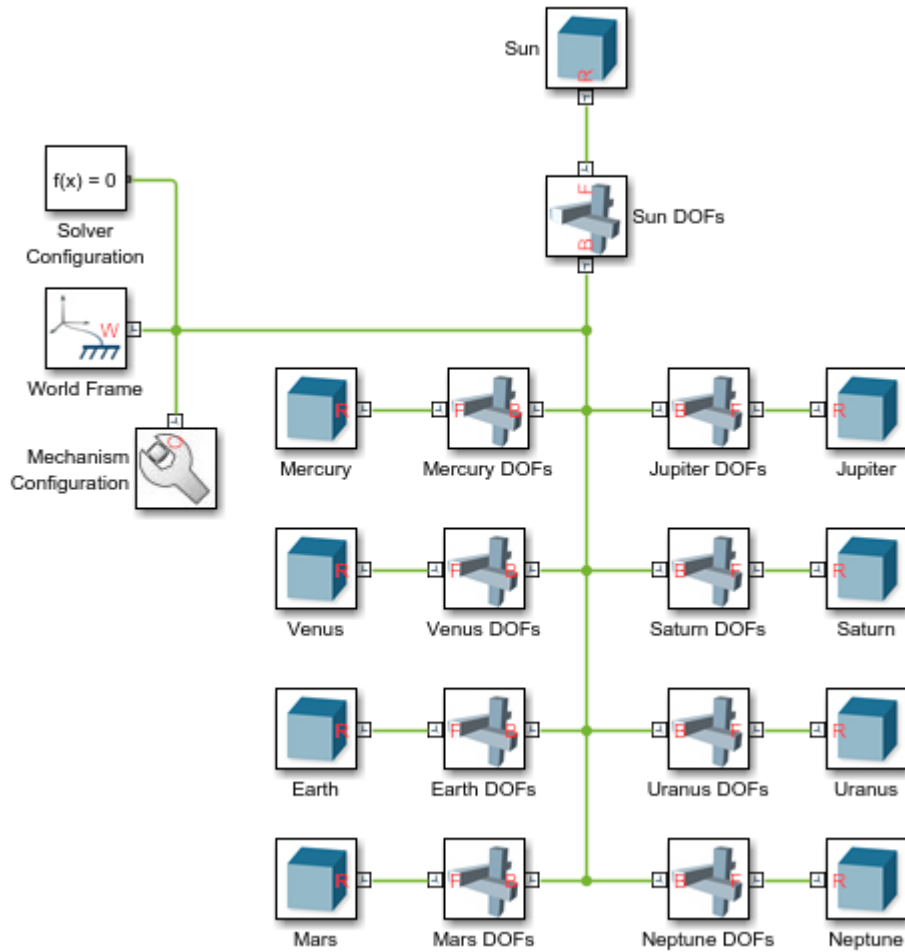 Sun
R
F
Sun DOFs
B
f(x) = 0
Solver
Configuration
W
World Frame
C
Mechanism
Configuration
R
F
B
B
F
R
Mercury
Mercury DOFs
Jupiter DOFs
Jupiter
R
F
B
B
F
R
Venus
Venus DOFs
Saturn DOFs
Saturn
R
F
B
B
F
R
Earth
Earth DOFs
Uranus DOFs
Uranus
R
F
B
B
F
R
Mars
Mars DOFs
Neptune DOFs
Neptune